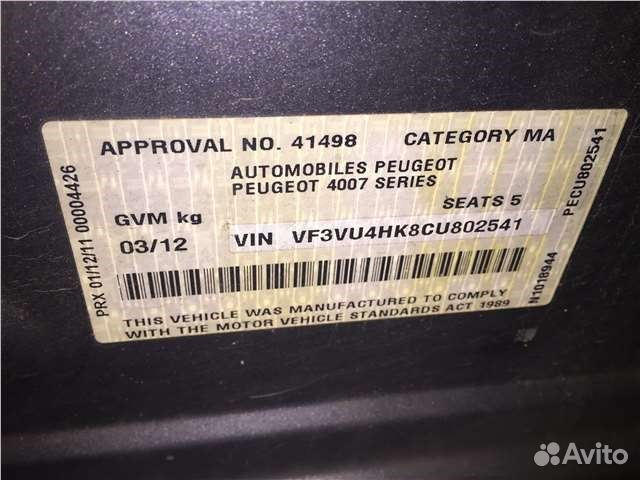 APPROVAL NO. 41498 CATEGORY MA
AUTOMOBILES PEUGEOT
PEUGEOT 4007 SERIES
SEATS 5
GVM kg
03/12 VIN VF3VU4HK8CU802541
THIS VEHICLE WAS MANUFACTURED TO COMPLY
WITH THE MOTOR VEHICLE STANDARDS ACT 1989
PRX 01/12/11 00004426
PECU802541
N1018944
Avito